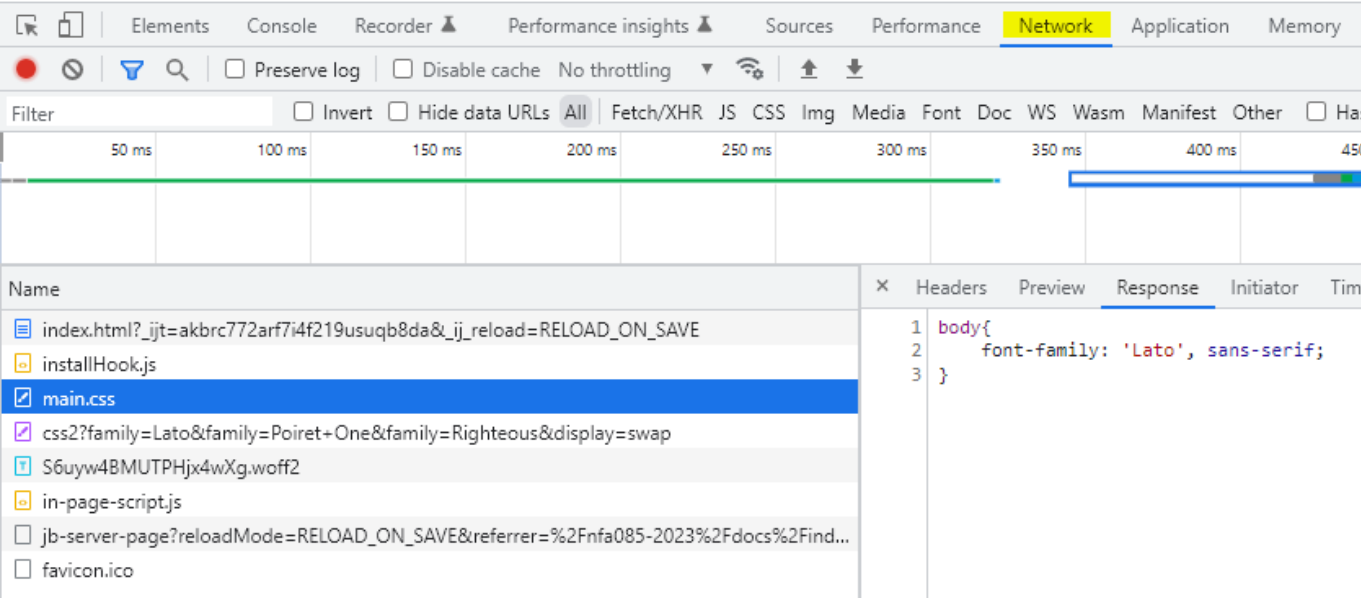 Elements Console Recorder Performance insights Sources Performance Network Application Memory
Preserve log Disable cache No throttling
Filter Invert Hide data URLs All Fetch/XHR JS CSS Img Media Font Doc WS Wasm Manifest Other Has
50 ms 100 ms 150 ms 200 ms 250 ms 300 ms 350 ms 400 ms 450
Name
index.html?_ijt=akbrc772arf7i4f219usuqb8da&_ij_reload=RELOAD_ON_SAVE
installHook.js
main.css
css2?family=Lato&family=Poiret+One&family=Righteous&display=swap
S6uyw4BMUTPHjx4wXg.woff2
in-page-script.js
jb-server-page?reloadMode=RELOAD_ON_SAVE&referrer=%2Fnfa085-2023%2Fdocs%2Find...
favicon.ico
× Headers Preview Response Initiator Tim
1 body{
2 font-family: 'Lato', sans-serif;
3 }